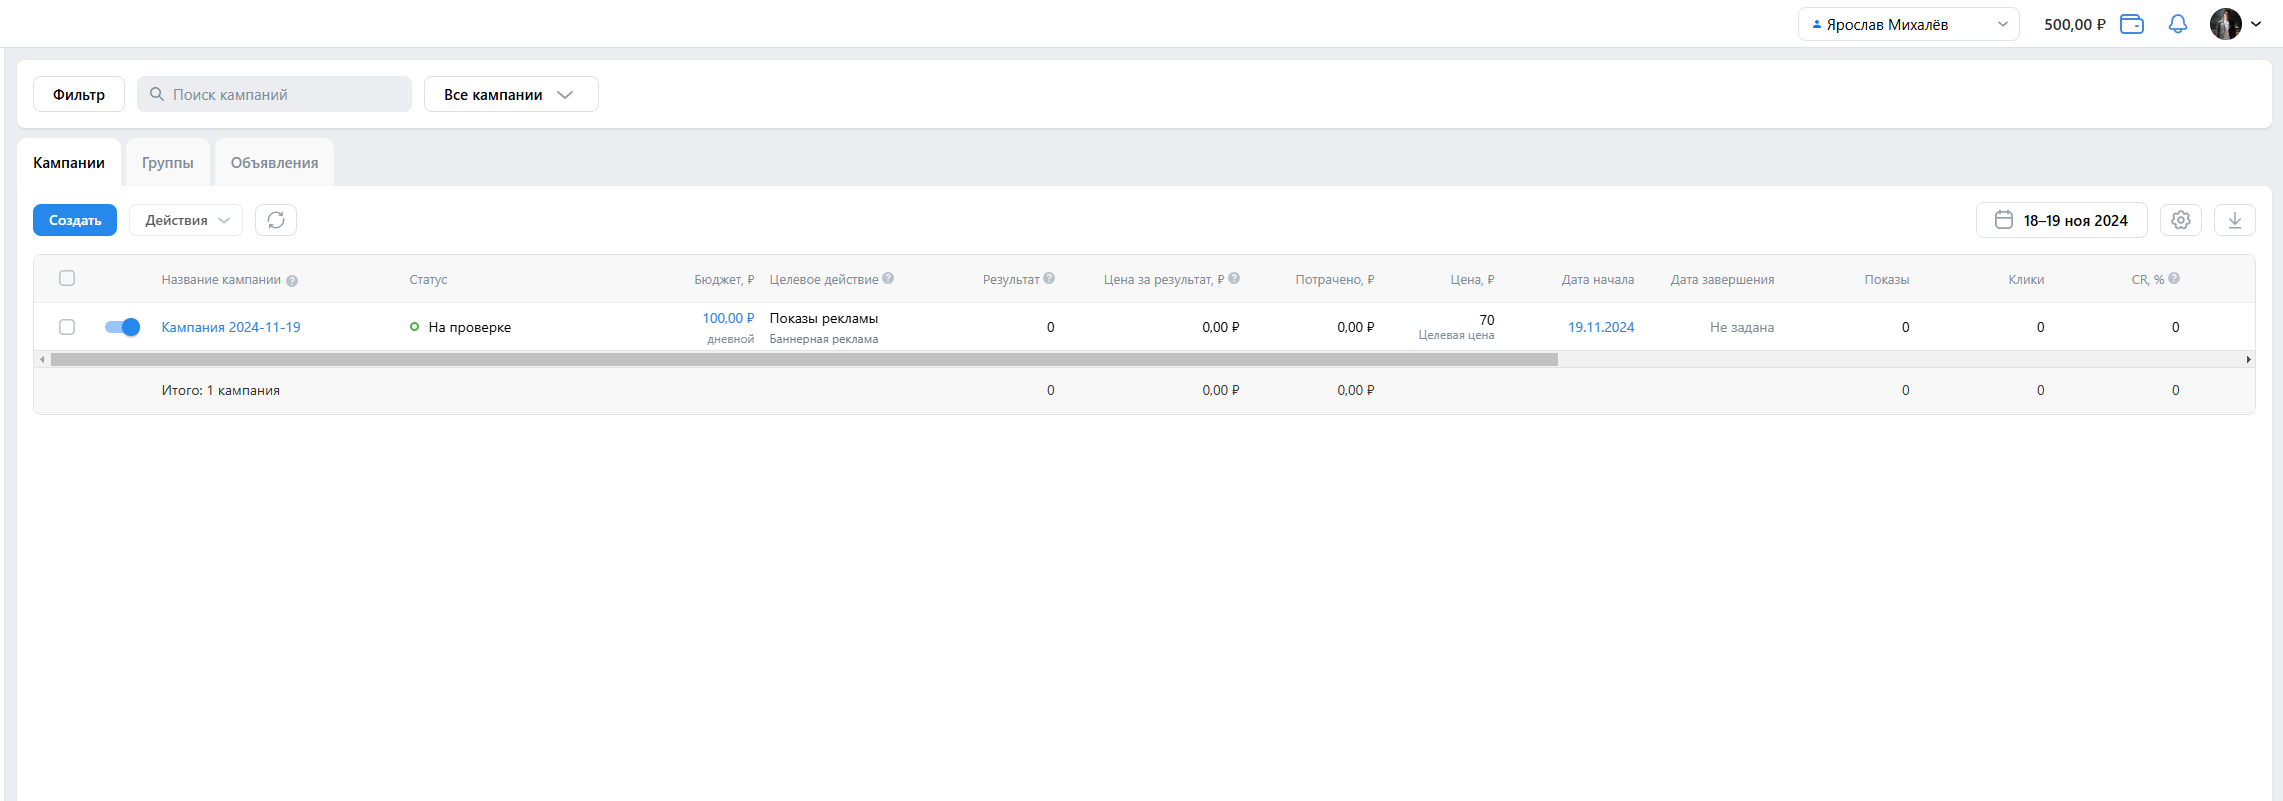 Ярослав Михалёв
500,00 ₽
Фильтр
Поиск кампаний
Все кампании
Кампании
Группы
Объявления
Создать
Действия
18–19 ноя 2024
Название кампании
Статус
Бюджет, ₽
Целевое действие
Результат
Цена за результат, ₽
Потрачено, ₽
Цена, ₽
Дата начала
Дата завершения
Показы
Клики
CR, %
Кампания 2024-11-19
На проверке
100,00 ₽
дневной
Показы рекламы
Баннерная реклама
0
0,00 ₽
0,00 ₽
70
Целевая цена
19.11.2024
Не задана
0
0
0
Итого: 1 кампания
0
0,00 ₽
0,00 ₽
0
0
0